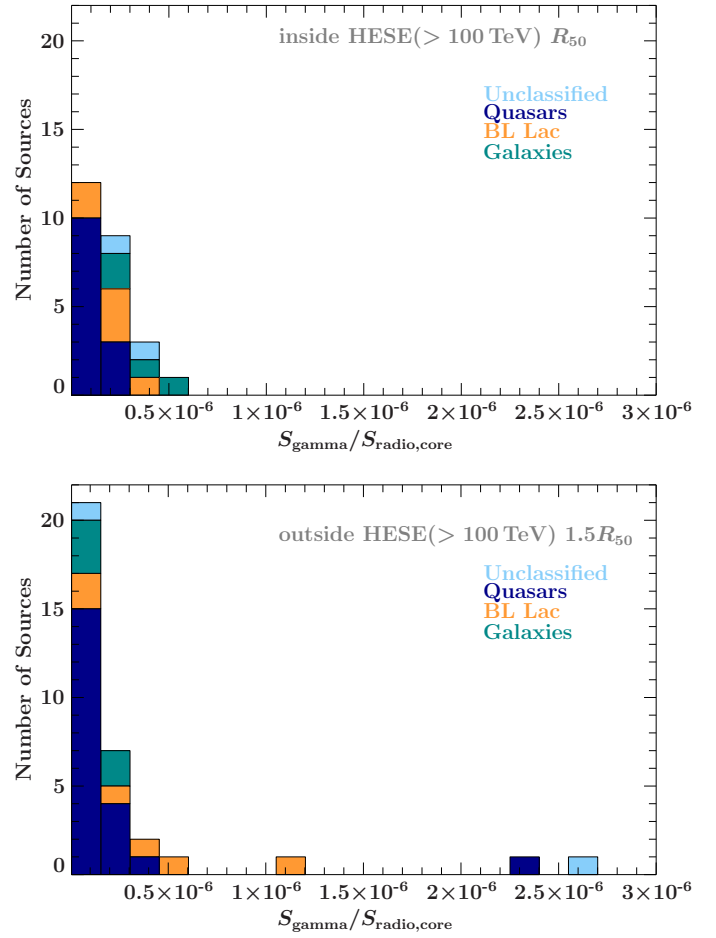 20
15
10
5
0
Number of Sources
inside HESE(> 100 TeV) R₅₀
Unclassified
Quasars
BL Lac
Galaxies
0.5×10⁻⁶ 1×10⁻⁶ 1.5×10⁻⁶ 2×10⁻⁶ 2.5×10⁻⁶ 3×10⁻⁶
S_gamma/S_radio,core
20
15
10
5
0
Number of Sources
outside HESE(> 100 TeV) 1.5R₅₀
Unclassified
Quasars
BL Lac
Galaxies
0.5×10⁻⁶ 1×10⁻⁶ 1.5×10⁻⁶ 2×10⁻⁶ 2.5×10⁻⁶ 3×10⁻⁶
S_gamma/S_radio,core